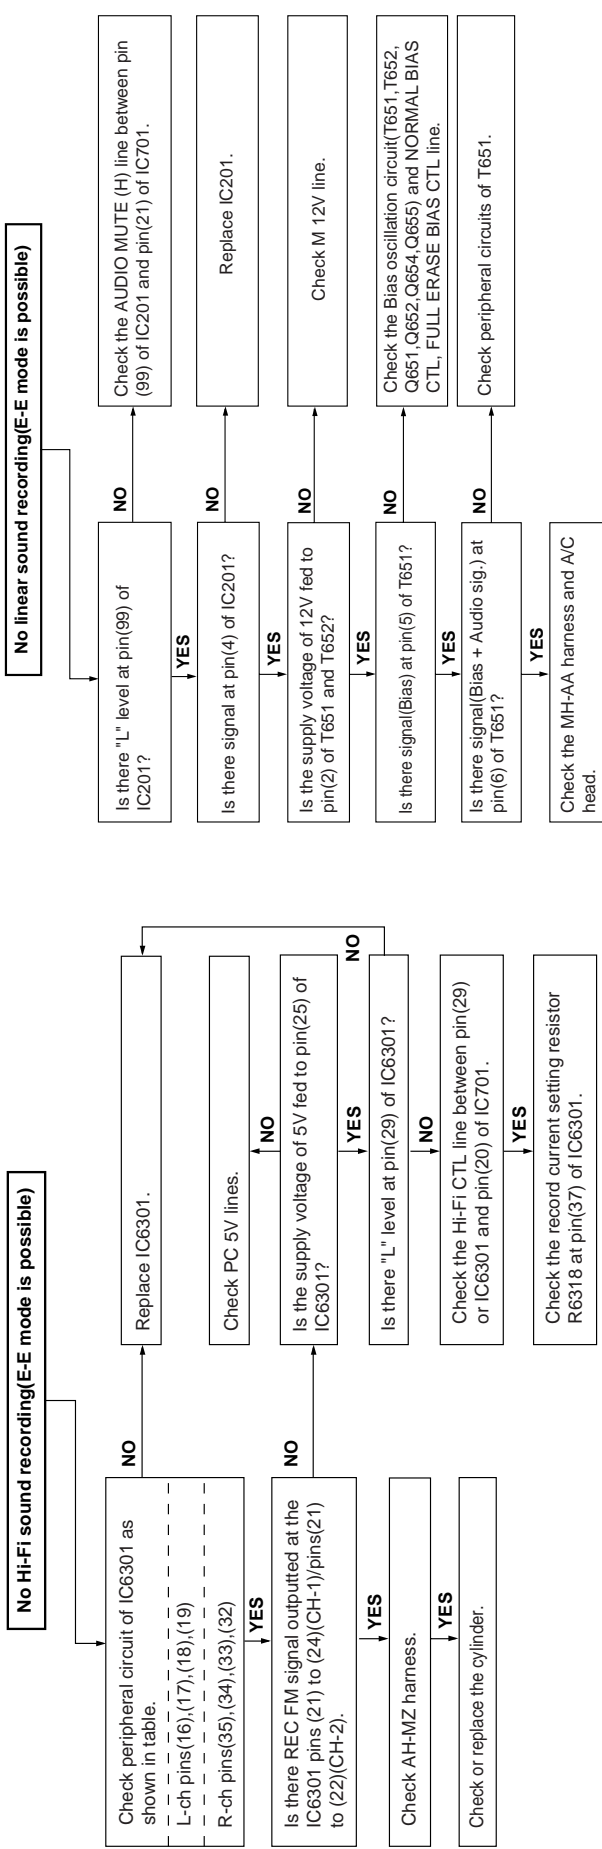 No Hi-Fi sound recording(E-E mode is possible)
Check peripheral circuit of IC6301 as
shown in table.
L-ch pins(16),(17),(18),(19)
R-ch pins(35),(34),(33),(32)
NO
Replace IC6301.
YES
Is there REC FM signal outputted at the
IC6301 pins (21) to (24)(CH-1)/pins(21)
to (22)(CH-2).
NO
Check PC 5V lines.
NO
Is the supply voltage of 5V fed to pin(25) of
IC6301?
YES
Is there "L" level at pin(29) of IC6301?
NO
NO
Check the Hi-Fi CTL line between pin(29)
or IC6301 and pin(20) of IC701.
YES
Check the record current setting resistor
R6318 at pin(37) of IC6301.
YES
Check AH-MZ harness.
YES
Check or replace the cylinder.
No linear sound recording(E-E mode is possible)
Is there "L" level at pin(99) of
IC201?
NO
Check the AUDIO MUTE (H) line between pin
(99) of IC201 and pin(21) of IC701.
YES
Is there signal at pin(4) of IC201?
NO
Replace IC201.
YES
Is the supply voltage of 12V fed to
pin(2) of T651 and T652?
NO
Check M 12V line.
YES
Is there signal(Bias) at pin(5) of T651?
NO
Check the Bias oscillation circuit(T651,T652,
Q651,Q652,Q654,Q655) and NORMAL BIAS
CTL, FULL ERASE BIAS CTL line.
YES
Is there signal(Bias + Audio sig.) at
pin(6) of T651?
NO
Check peripheral circuits of T651.
YES
Check the MH-AA harness and A/C
head.